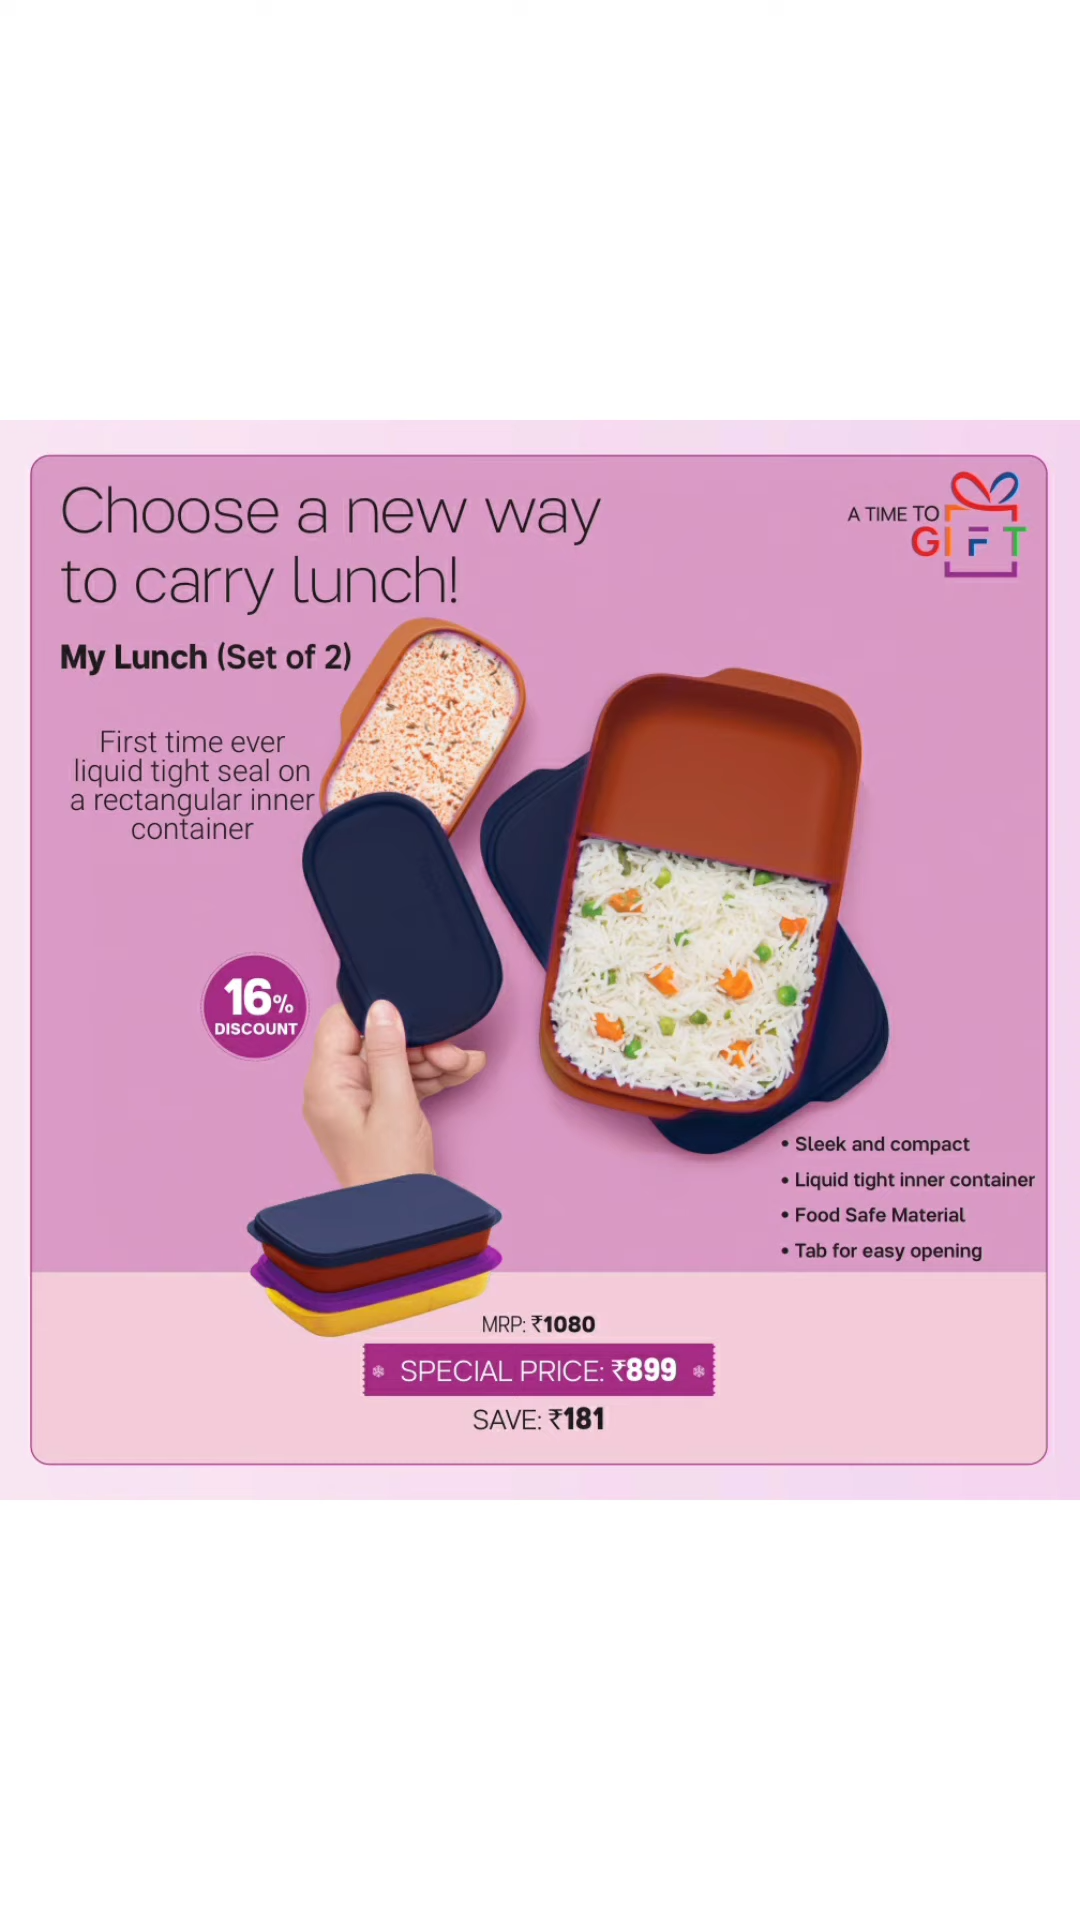 Choose a new way
to carry lunch!
A TIME TO
GIFT
My Lunch (Set of 2)
First time ever
liquid tight seal on
a rectangular inner
container
16%
DISCOUNT
• Sleek and compact
• Liquid tight inner container
• Food Safe Material
• Tab for easy opening
MRP: ₹1080
SPECIAL PRICE: ₹899
SAVE: ₹181